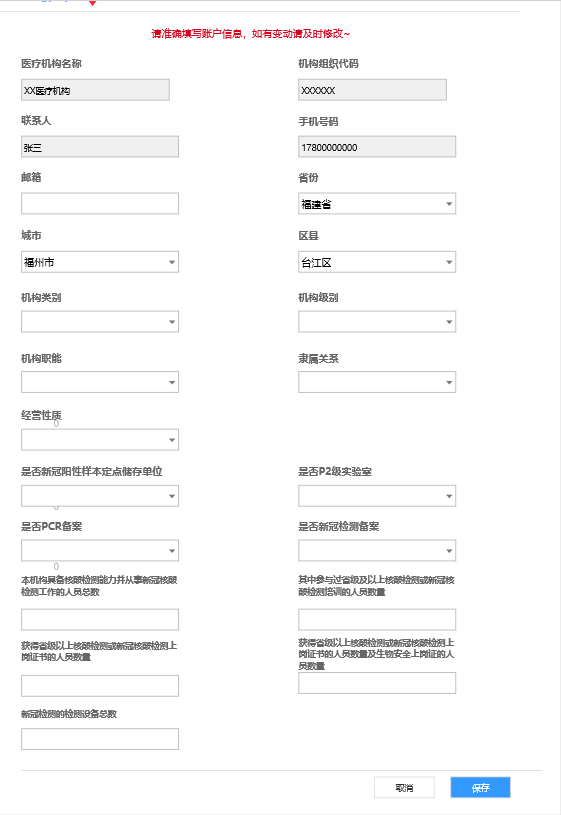 请准确填写账户信息，如有变动请及时修改~
医疗机构名称
机构组织代码
XX医疗机构
XXXXXX
联系人
手机号码
张三
17800000000
邮箱
省份
福建省
城市
区县
福州市
台江区
机构类别
机构级别
机构职能
隶属关系
经营性质
0
是否新冠阳性样本定点储存单位
是否P2级实验室
0
是否PCR备案
是否新冠检测备案
0
本机构具备核酸检测能力并从事新冠核酸
检测工作的人员总数
其中参与过省级及以上核酸检测或新冠核
酸检测培训的人员数量
获得省级以上核酸检测或新冠核酸检测上
岗证书的人员数量
获得省级以上核酸检测或新冠核酸检测上
岗证书的人员数量及生物安全上岗证的人
员数量
新冠检测的检测设备总数
取消
保存